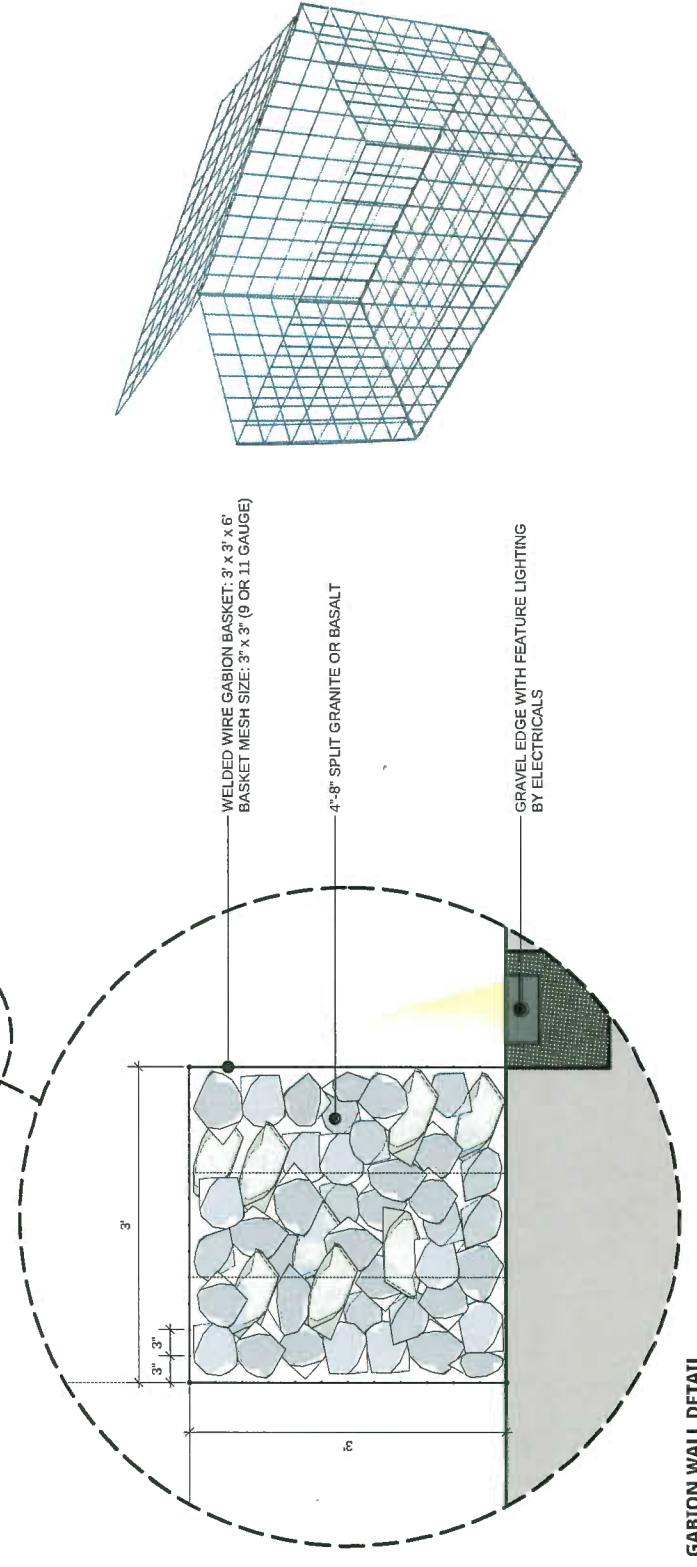 WELDED WIRE GABION BASKET: 3' x 3' x 6'
BASKET MESH SIZE: 3" x 3" (9 OR 11 GAUGE)
4"-8" SPLIT GRANITE OR BASALT
GRAVEL EDGE WITH FEATURE LIGHTING
BY ELECTRICALS
3'
3"
3"
3'
GABION WALL DETAIL